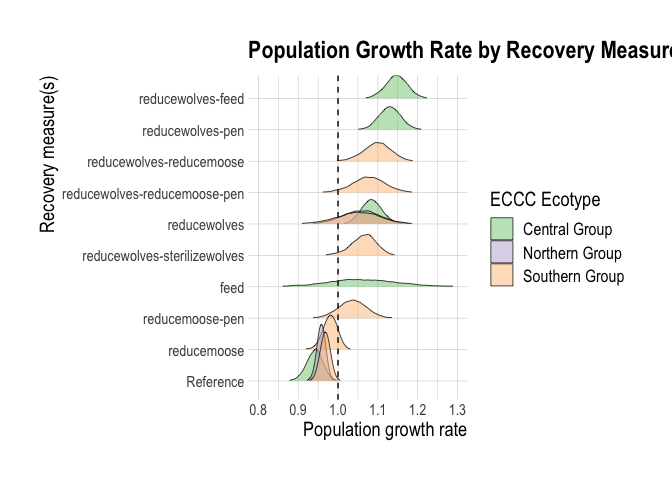 Population Growth Rate by Recovery Measure
Recovery measure(s)
reducewolves-feed
reducewolves-pen
reducewolves-reducemoose
reducewolves-reducemoose-pen
reducewolves
reducewolves-sterilizewolves
feed
reducemoose-pen
reducemoose
Reference
0.8 0.9 1.0 1.1 1.2 1.3
Population growth rate
ECCC Ecotype
Central Group
Northern Group
Southern Group